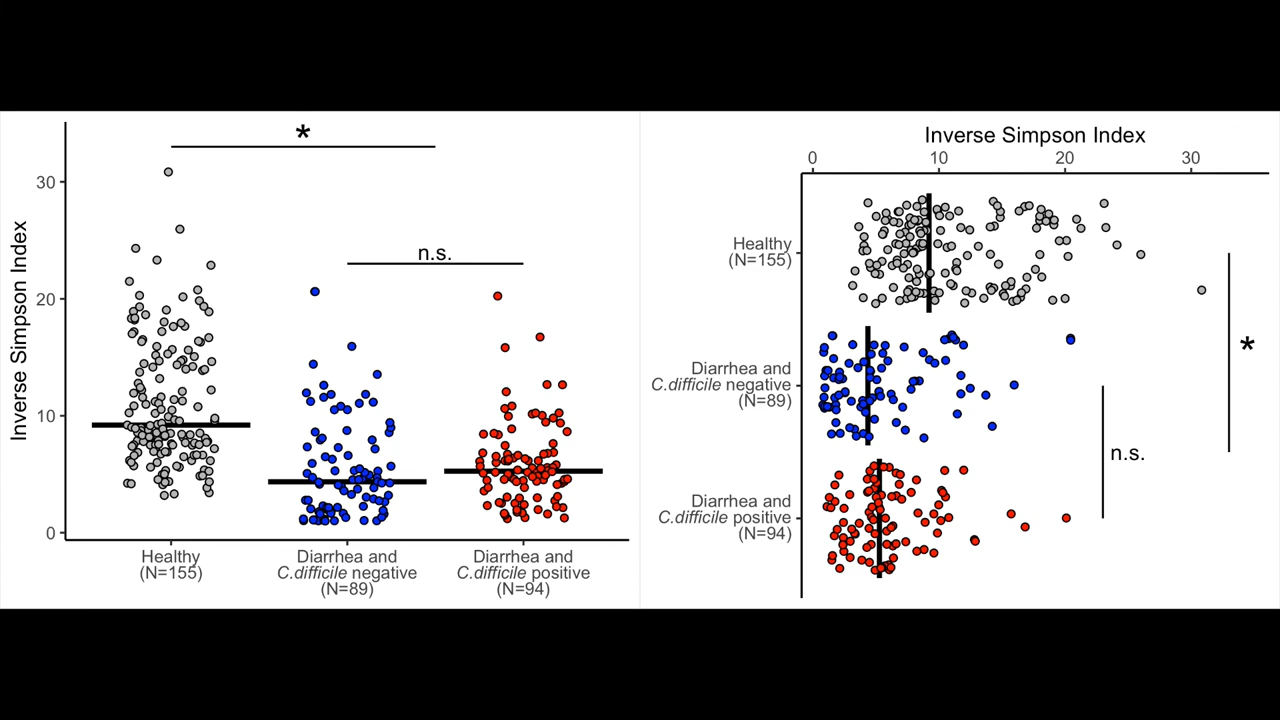 *
30
n.s.
20
10
0
Inverse Simpson Index
Healthy
(N=155)
Diarrhea and
C.difficile negative
(N=89)
Diarrhea and
C.difficile positive
(N=94)
Inverse Simpson Index
0 10 20 30
Healthy
(N=155)
Diarrhea and
C.difficile negative
(N=89)
Diarrhea and
C.difficile positive
(N=94)
*
n.s.